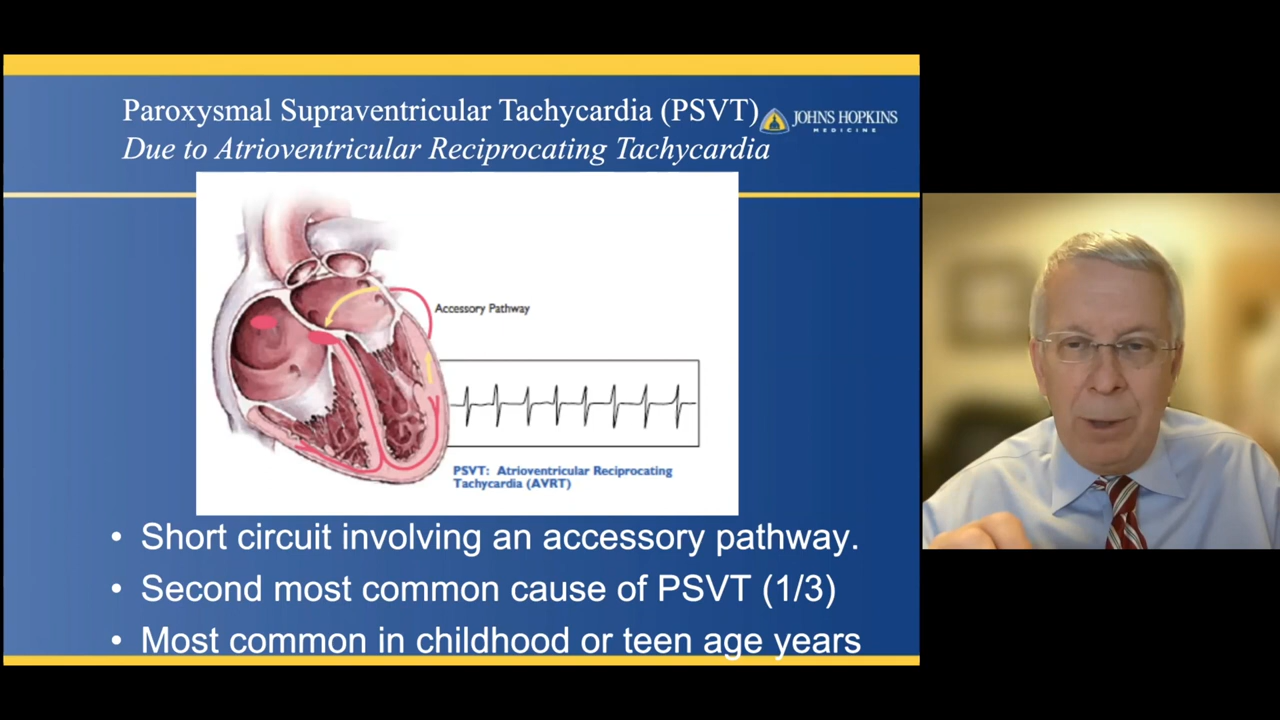 Paroxysmal Supraventricular Tachycardia (PSVT)
Due to Atrioventricular Reciprocating Tachycardia
JOHNS HOPKINS
MEDICINE
Accessory Pathway
PSVT: Atrioventricular Reciprocating
Tachycardia (AVRT)
• Short circuit involving an accessory pathway.
• Second most common cause of PSVT (1/3)
• Most common in childhood or teen age years